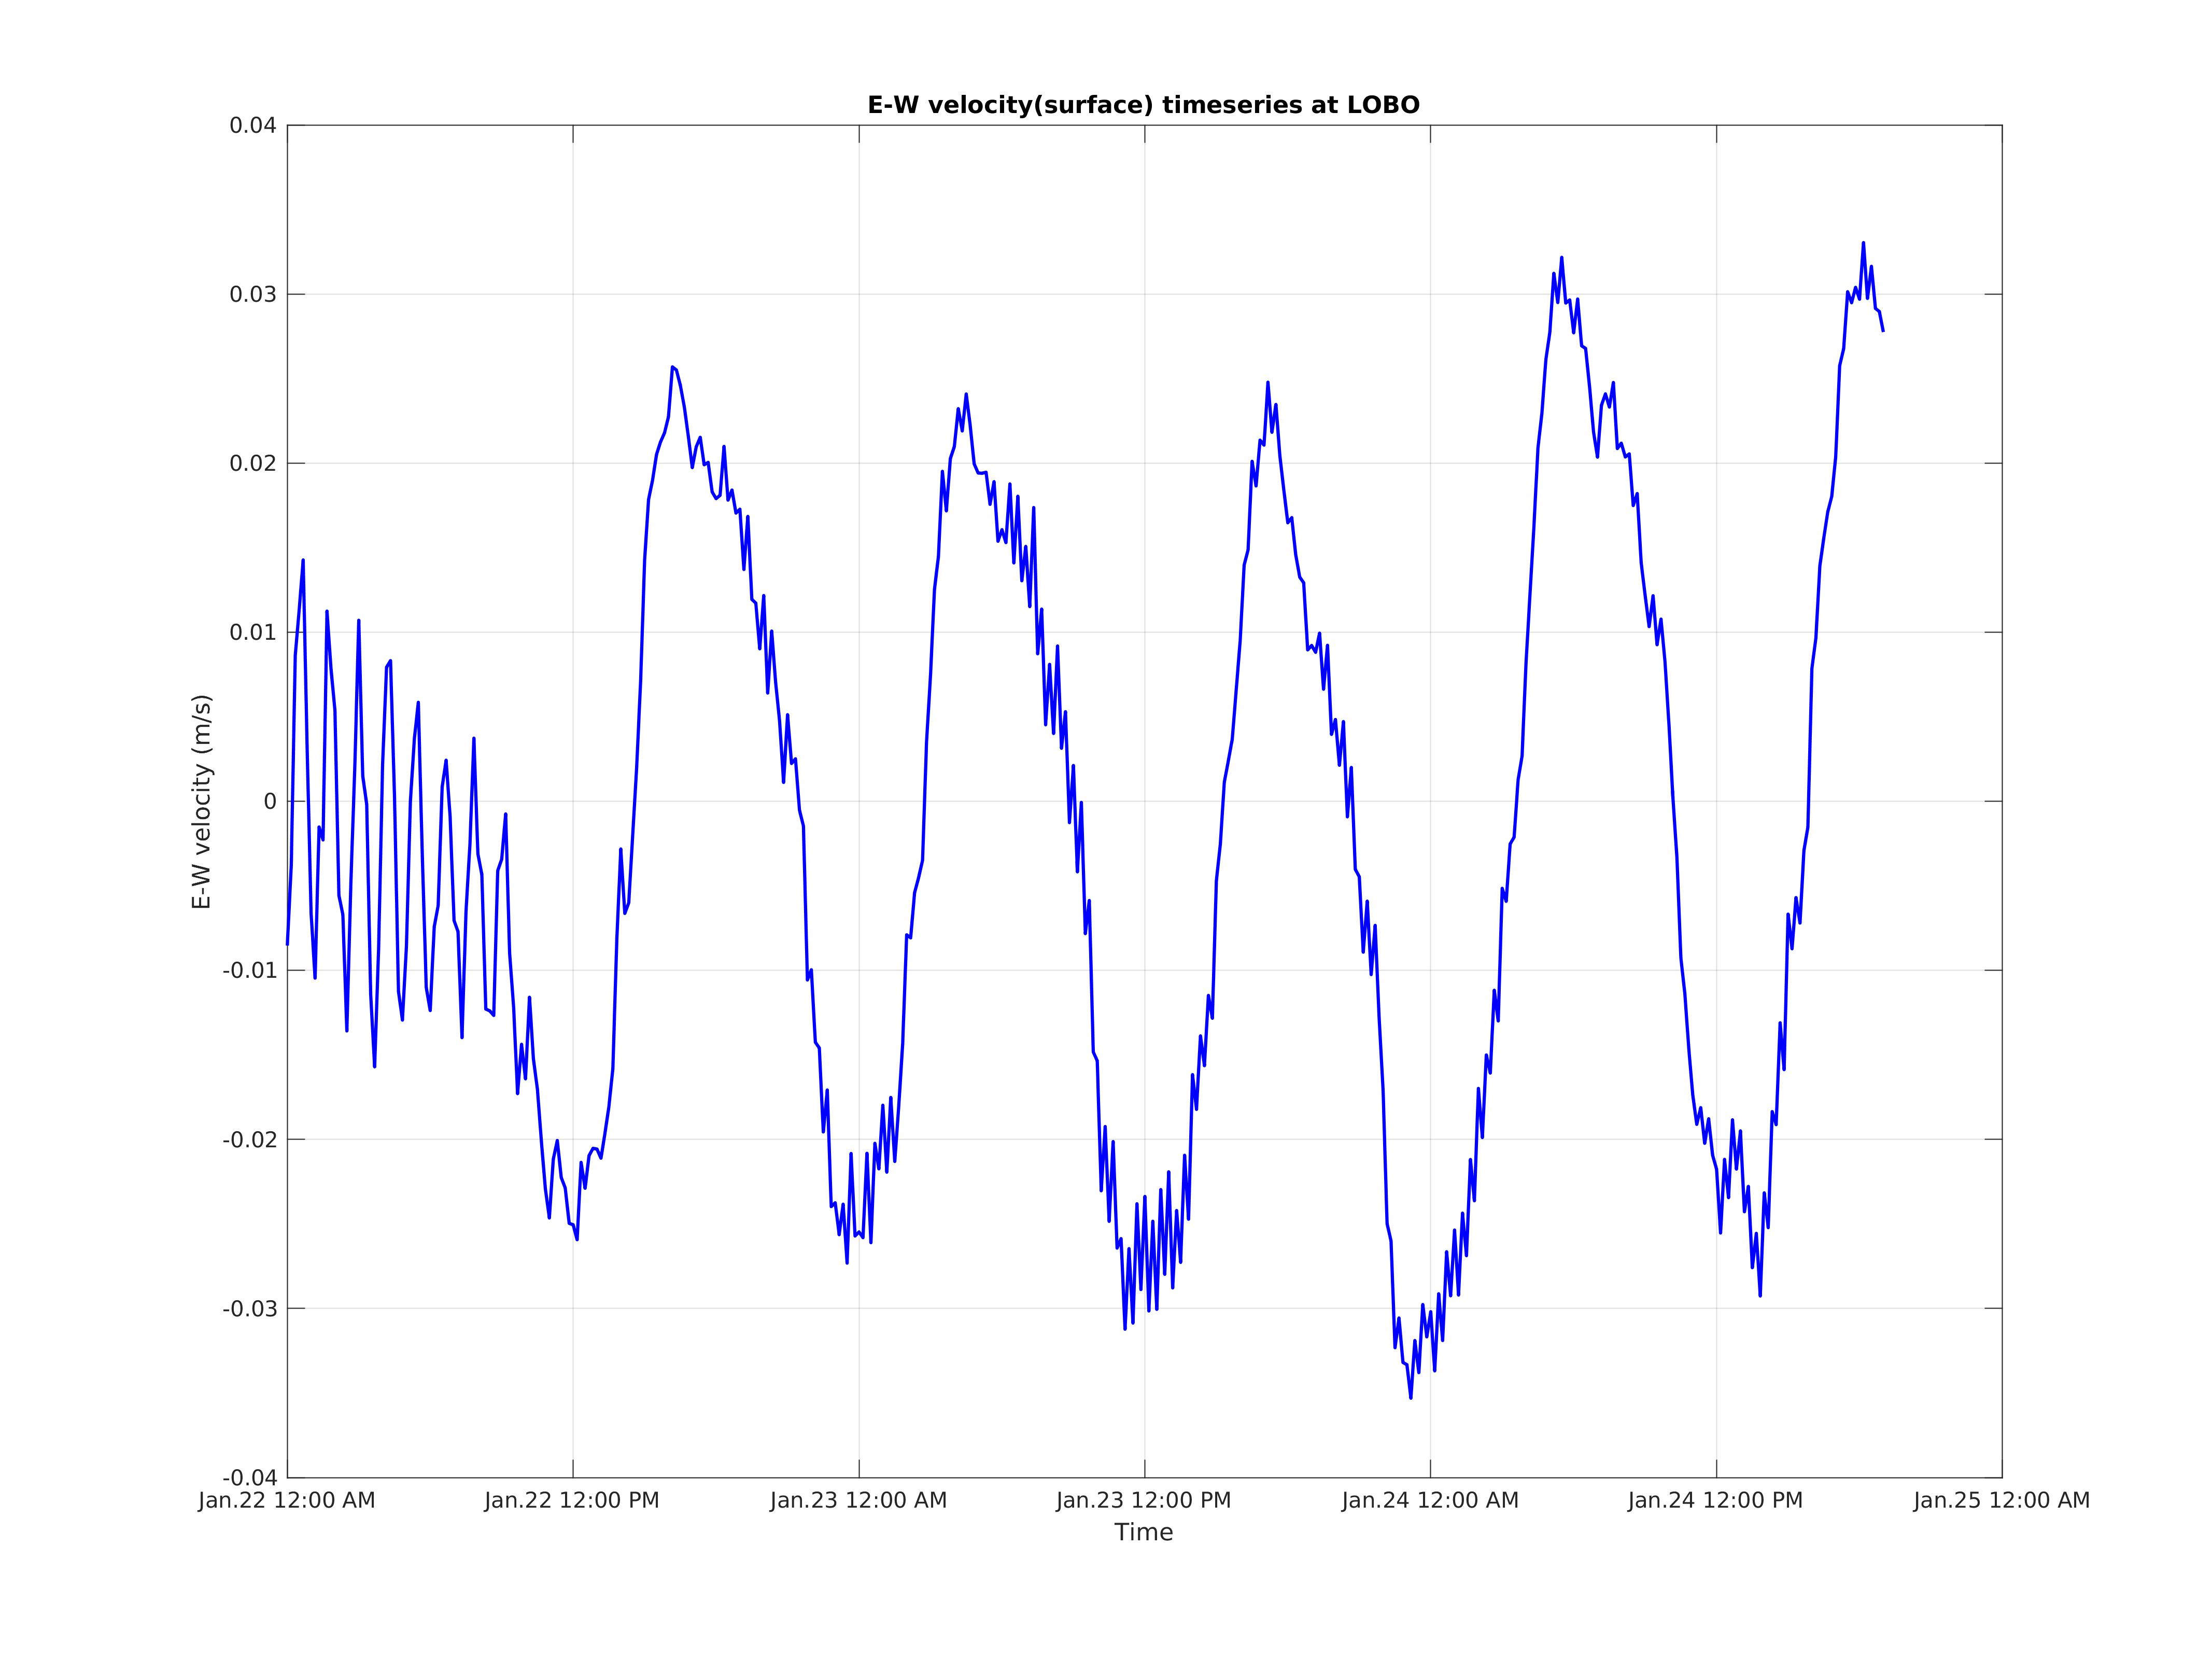 E-W velocity(surface) timeseries at LOBO
0.04
0.03
0.02
0.01
0
-0.01
-0.02
-0.03
-0.04
E-W velocity (m/s)
Jan.22 12:00 AM Jan.22 12:00 PM Jan.23 12:00 AM Jan.23 12:00 PM Jan.24 12:00 AM Jan.24 12:00 PM Jan.25 12:00 AM
Time